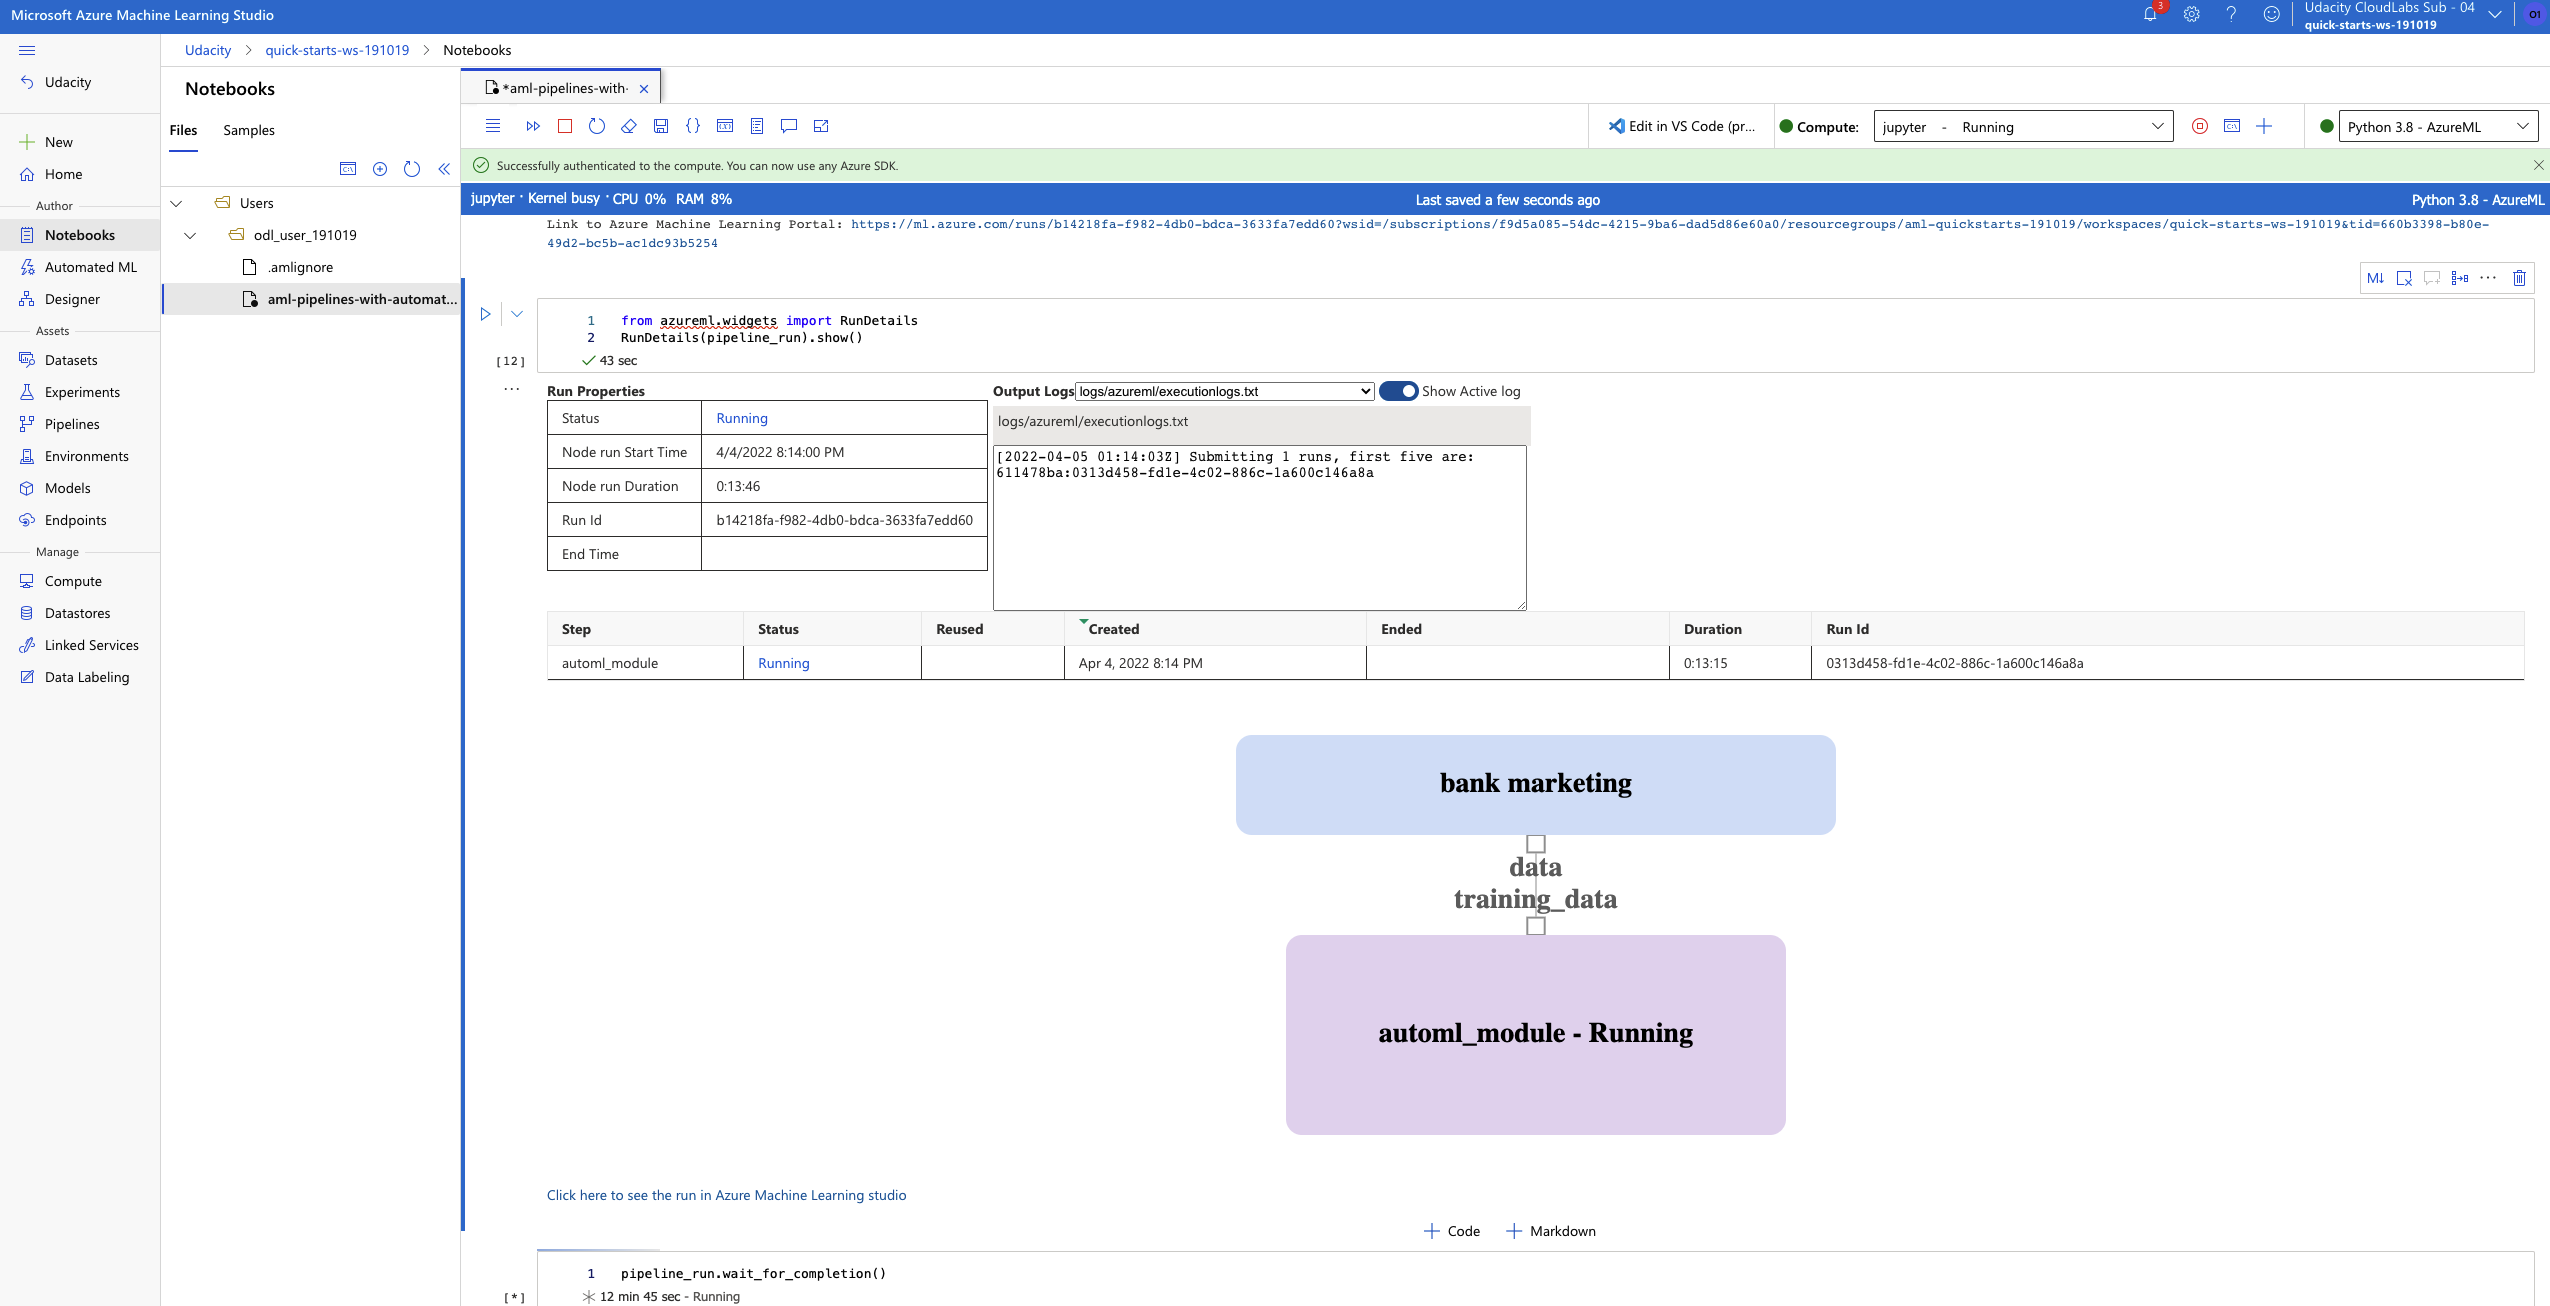 Microsoft Azure Machine Learning Studio
3
Udacity CloudLabs Sub - 04
quick-starts-ws-191019
O1
Udacity > quick-starts-ws-191019 > Notebooks
Udacity
New
Home
Author
Notebooks
Automated ML
Designer
Assets
Datasets
Experiments
Pipelines
Environments
Models
Endpoints
Manage
Compute
Datastores
Linked Services
Data Labeling
Notebooks
Files Samples
Users
odl_user_191019
.amlignore
aml-pipelines-with-automat...
*aml-pipelines-with-
Edit in VS Code (pr...
Compute: jupyter - Running
Python 3.8 - AzureML
Successfully authenticated to the compute. You can now use any Azure SDK.
jupyter · Kernel busy · CPU 0% RAM 8% Last saved a few seconds ago Python 3.8 - AzureML
Link to Azure Machine Learning Portal: https://ml.azure.com/runs/b14218fa-f982-4db0-bdca-3633fa7edd60?wsid=/subscriptions/f9d5a085-54dc-4215-9ba6-dad5d86e60a0/resourcegroups/aml-quickstarts-191019/workspaces/quick-starts-ws-191019&tid=660b3398-b80e-
49d2-bc5b-ac1dc93b5254
M↓
1 from azureml.widgets import RunDetails
2 RunDetails(pipeline_run).show()
[12] 43 sec
Run Properties
Status Running
Node run Start Time 4/4/2022 8:14:00 PM
Node run Duration 0:13:46
Run Id b14218fa-f982-4db0-bdca-3633fa7edd60
End Time
Output Logs logs/azureml/executionlogs.txt Show Active log
logs/azureml/executionlogs.txt
[2022-04-05 01:14:03Z] Submitting 1 runs, first five are:
611478ba:0313d458-fd1e-4c02-886c-1a600c146a8a
Step Status Reused Created Ended Duration Run Id
automl_module Running Apr 4, 2022 8:14 PM 0:13:15 0313d458-fd1e-4c02-886c-1a600c146a8a
bank marketing
data
training_data
automl_module - Running
Click here to see the run in Azure Machine Learning studio
Code Markdown
1 pipeline_run.wait_for_completion()
[*] 12 min 45 sec - Running